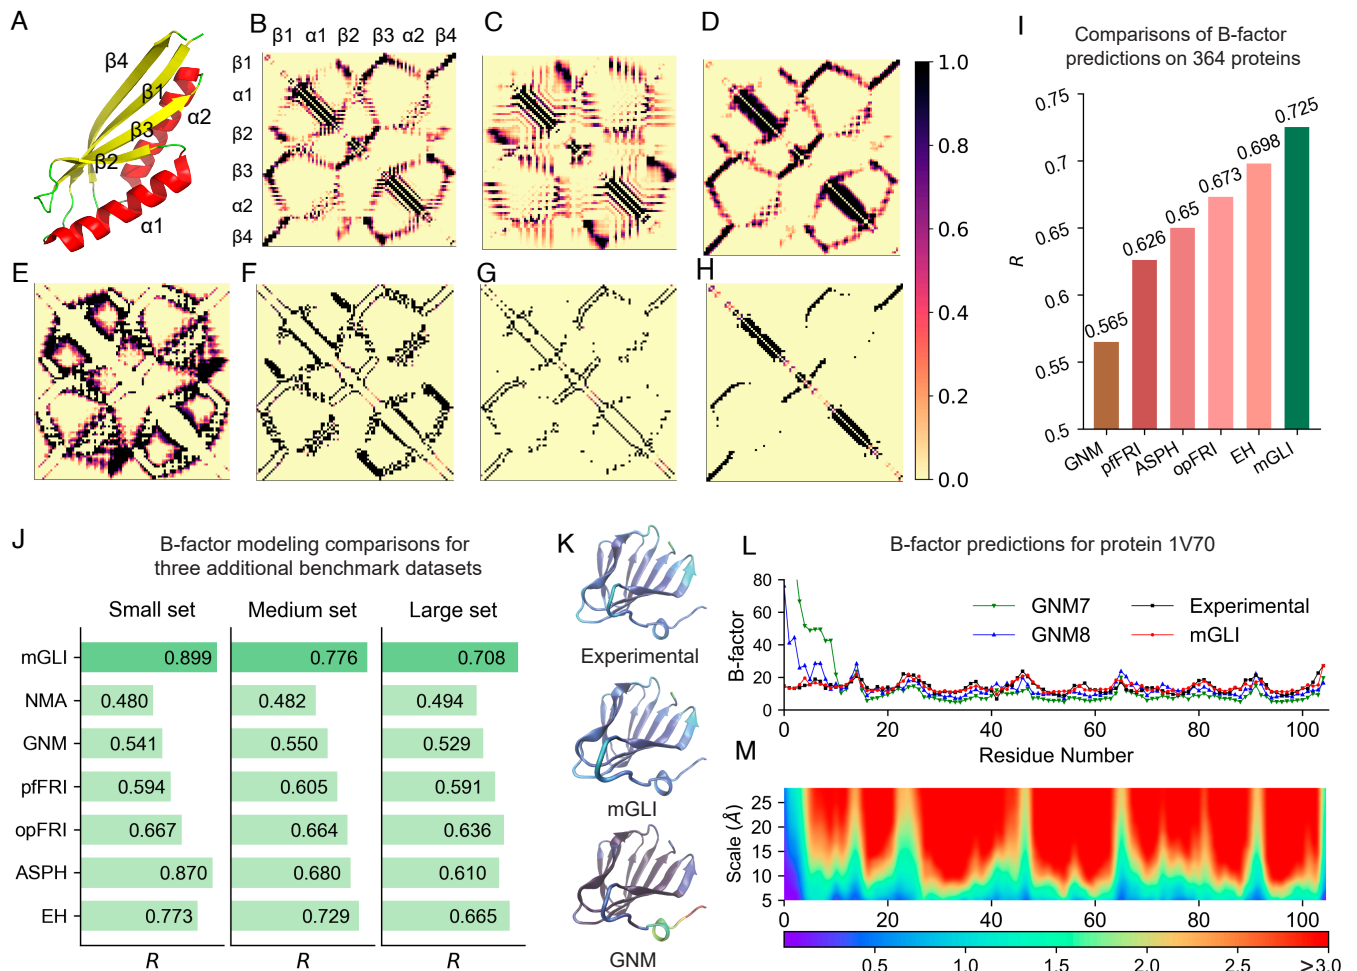 A
β4
β1
α2
β3
β2
α1
B
β1 α1 β2 β3 α2 β4
β1
α1
β2
β3
α2
β4
C
D
1.0
0.8
0.6
0.4
0.2
0.0
E
F
G
H
I
Comparisons of B-factor
predictions on 364 proteins
0.75
0.7
0.65
0.6
0.55
0.5
R
0.565
0.626
0.65
0.673
0.698
0.725
GNM
pfFRI
ASPH
opFRI
EH
mGLI
J
B-factor modeling comparisons for
three additional benchmark datasets
Small set Medium set Large set
mGLI 0.899 0.776 0.708
NMA 0.480 0.482 0.494
GNM 0.541 0.550 0.529
pfFRI 0.594 0.605 0.591
opFRI 0.667 0.664 0.636
ASPH 0.870 0.680 0.610
EH 0.773 0.729 0.665
R R R
K
Experimental
mGLI
GNM
L
B-factor predictions for protein 1V70
80
60
40
20
0
B-factor
GNM7 Experimental
GNM8 mGLI
0 20 40 60 80 100
Residue Number
M
25
20
15
10
5
Scale (Å)
0 20 40 60 80 100
0.5 1.0 1.5 2.0 2.5 >3.0